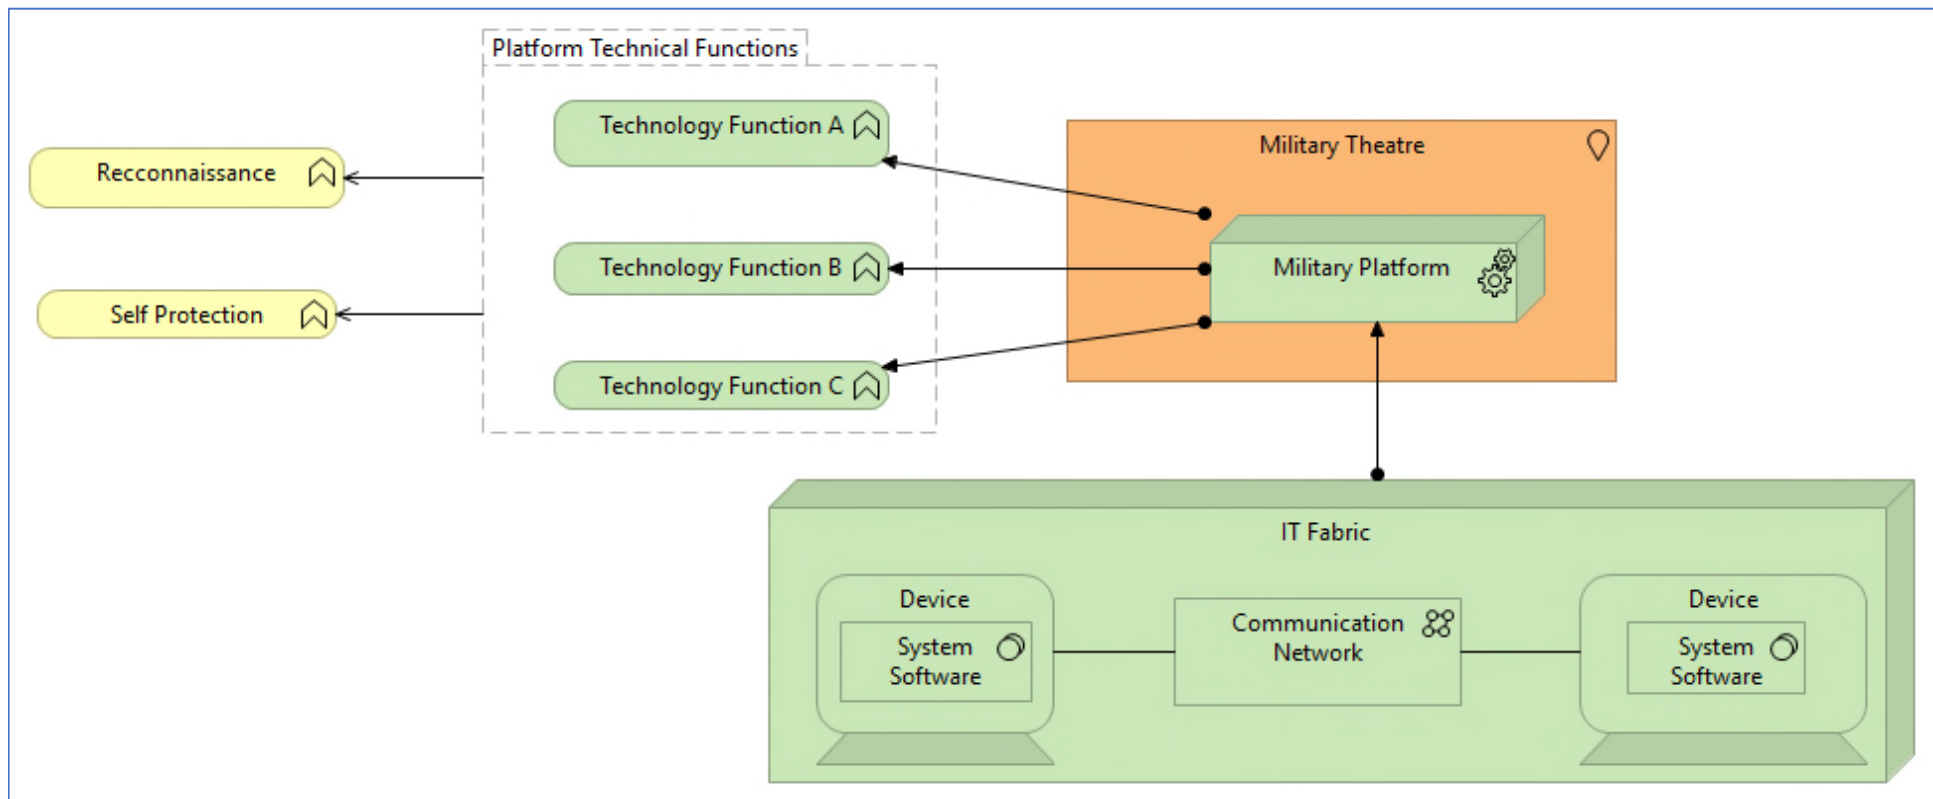 Platform Technical Functions
Technology Function A
Recconnaissance
Military Theatre
Technology Function B
Military Platform
Self Protection
Technology Function C
IT Fabric
Device
System
Software
Communication
Network
Device
System
Software